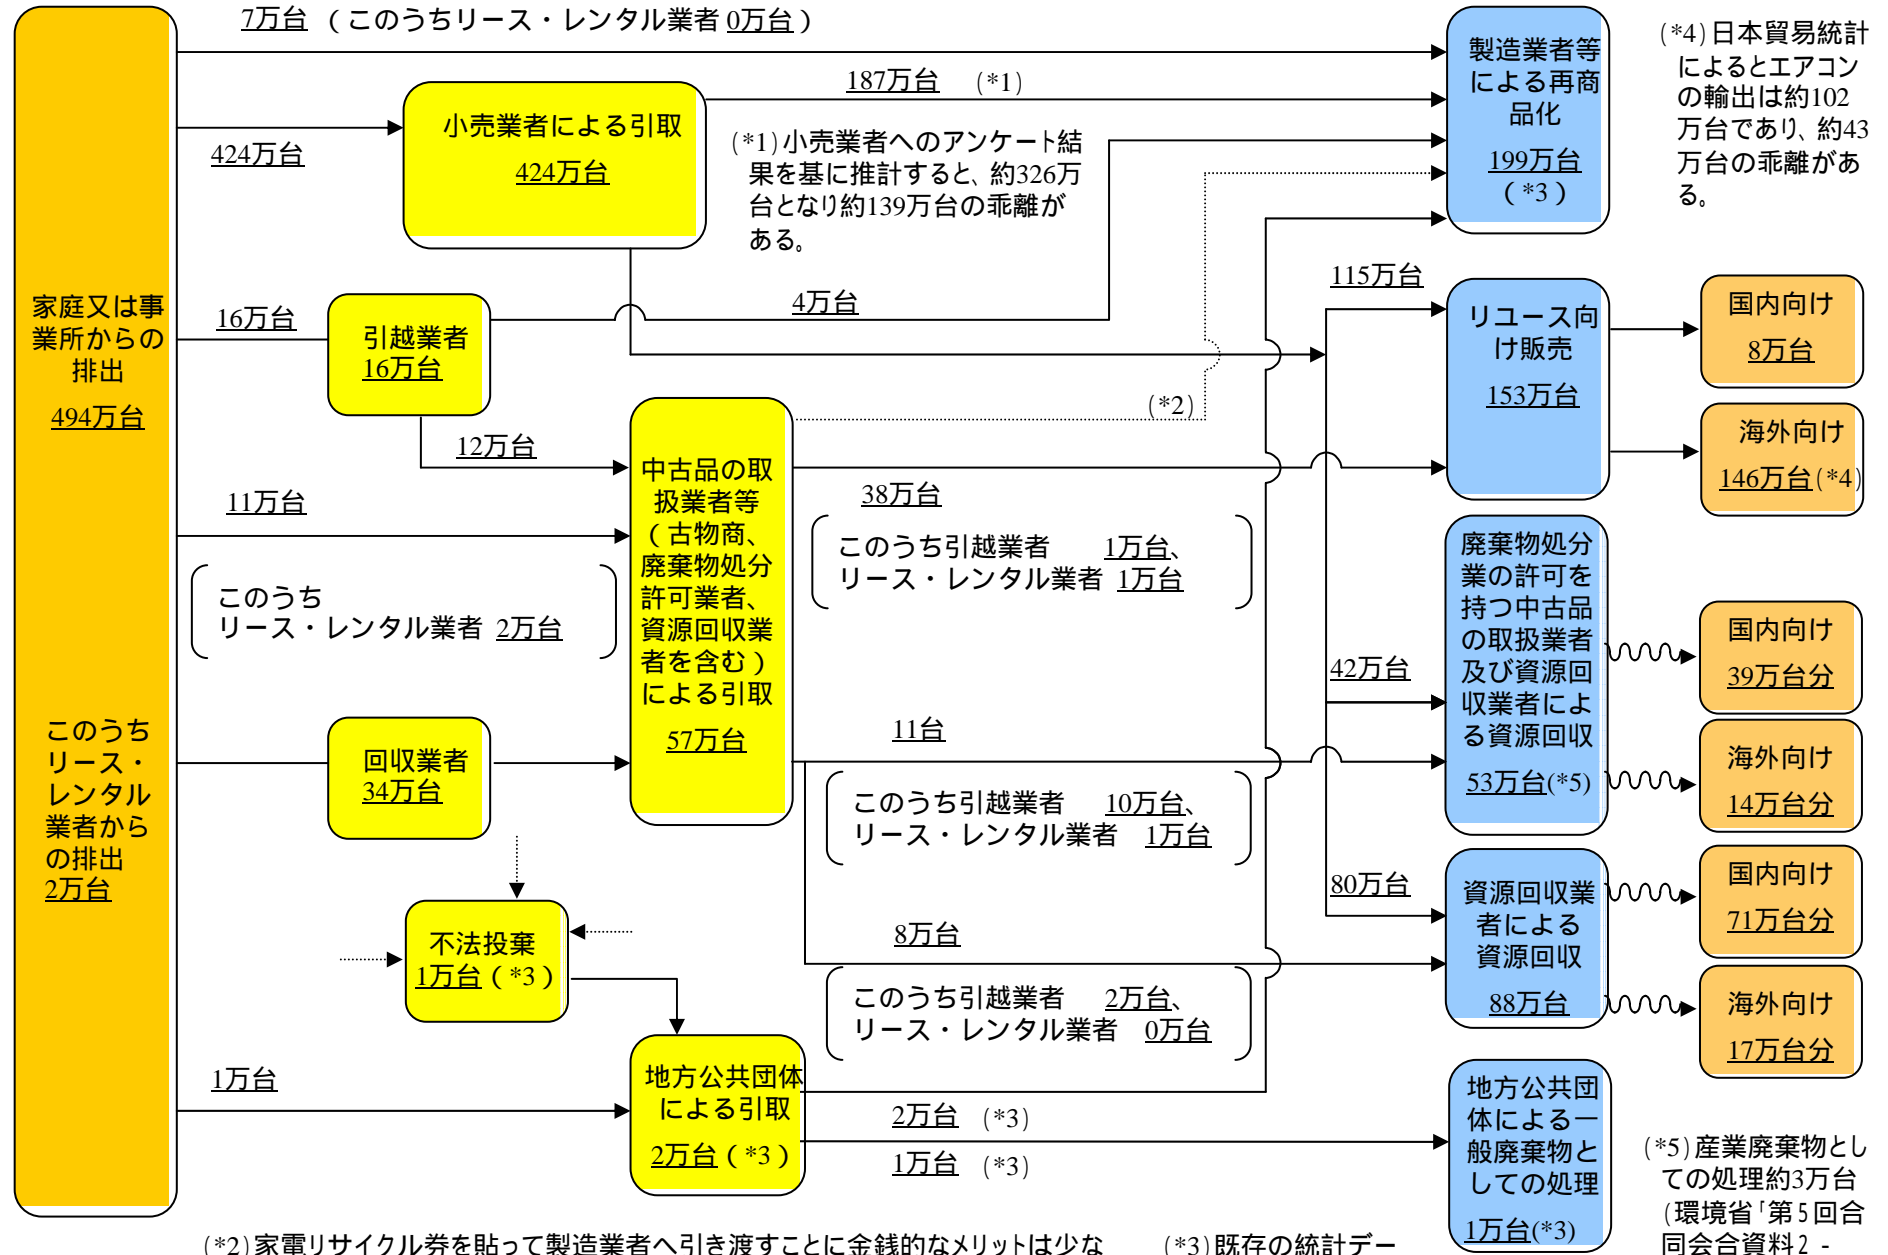 7万台 （このうちリース・レンタル業者 0万台）
家庭又は事
業所からの
排出
494万台
このうち
リース・
レンタル
業者から
の排出
2万台
424万台
小売業者による引取
424万台
187万台 （*1）
（*1）小売業者へのアンケート結
果を基に推計すると、約326万
台となり約139万台の乖離が
ある。
16万台
引越業者
16万台
4万台
12万台
11万台
このうち
リース・レンタル業者 2万台
回収業者
34万台
中古品の取
扱業者等
（古物商、
廃棄物処分
許可業者、
資源回収業
者を含む）
による引取
57万台
（*2）
38万台
このうち引越業者 1万台、
リース・レンタル業者 1万台
11台
このうち引越業者 10万台、
リース・レンタル業者 1万台
8万台
このうち引越業者 2万台、
リース・レンタル業者 0万台
不法投棄
1万台（*3）
1万台
地方公共団体
による引取
2万台（*3）
2万台 （*3）
1万台 （*3）
115万台
42万台
80万台
製造業者等
による再商
品化
199万台
（*3）
リユース向
け販売
153万台
廃棄物処分
業の許可を
持つ中古品
の取扱業者
及び資源回
収業者によ
る資源回収
53万台(*5)
資源回収業
者による
資源回収
88万台
地方公共団
体による一
般廃棄物と
しての処理
1万台(*3)
国内向け
8万台
海外向け
146万台(*4)
国内向け
39万台分
海外向け
14万台分
国内向け
71万台分
海外向け
17万台分
（*4）日本貿易統計
によるとエアコン
の輸出は約102
万台であり、約43
万台の乖離があ
る。
（*5）産業廃棄物とし
ての処理約3万台
（環境省「第5回合
同会合資料2 -
（*2）家電リサイクル券を貼って製造業者へ引き渡すことに金銭的なメリットは少な
（*3）既存の統計デー